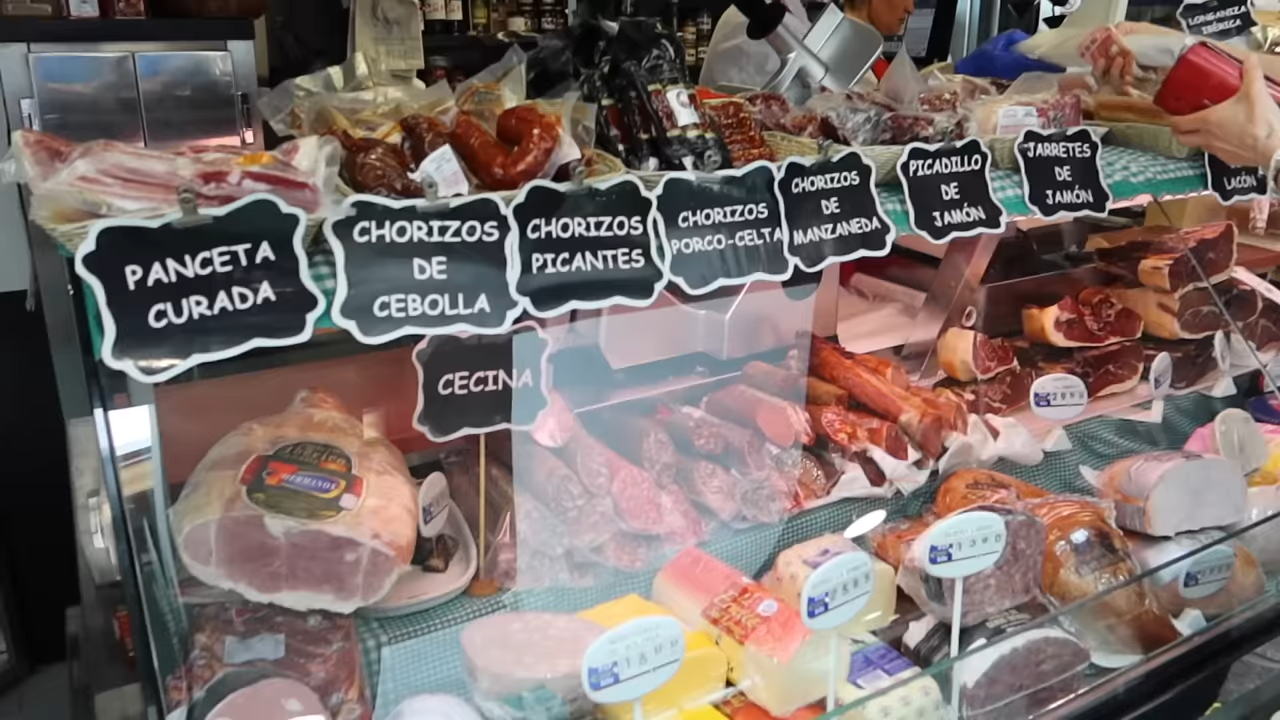 LONGANIZA
IBÉRICA
PANCETA
CURADA
CHORIZOS
DE
CEBOLLA
CHORIZOS
PICANTES
CHORIZOS
PORCO-CELTA
CHORIZOS
DE
MANZANEDA
PICADILLO
DE
JAMÓN
JARRETES
DE
JAMÓN
LACÓN
CECINA
HERMANOS